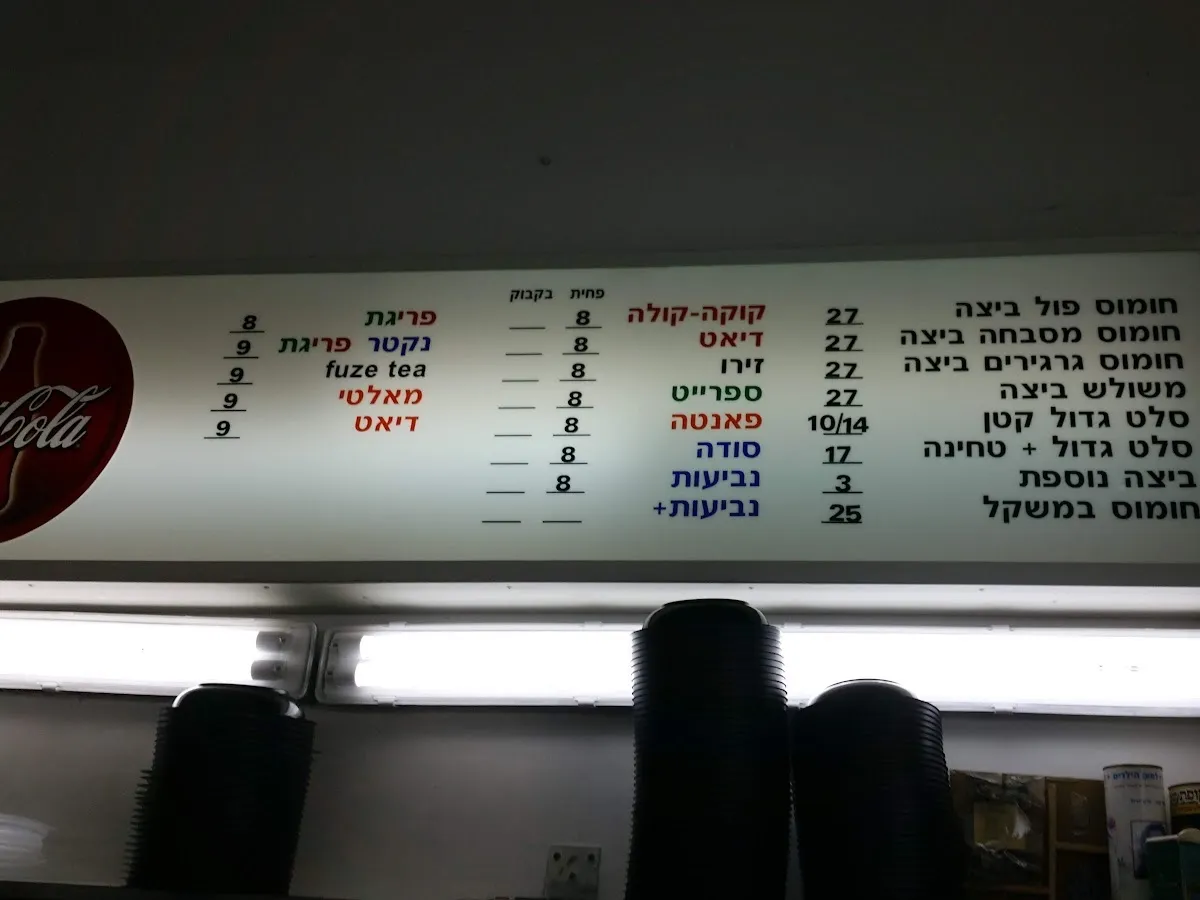 חומוס פול ביצה 27
חומוס מסבחה ביצה 27
חומוס גרגירים ביצה 27
משולש ביצה 27
סלט גדול קטן 10/14
סלט גדול + טחינה 17
ביצה נוספת 3
חומוס במשקל 25
פחית בקבוק
קוקה-קולה 8
דיאט 8
זירו 8
ספרייט 8
פאנטה 8
סודה 8
נביעות 8
נביעות+
פריגת 8
נקטר פריגת 9
fuze tea 9
מאלטי 9
דיאט 9
Cola